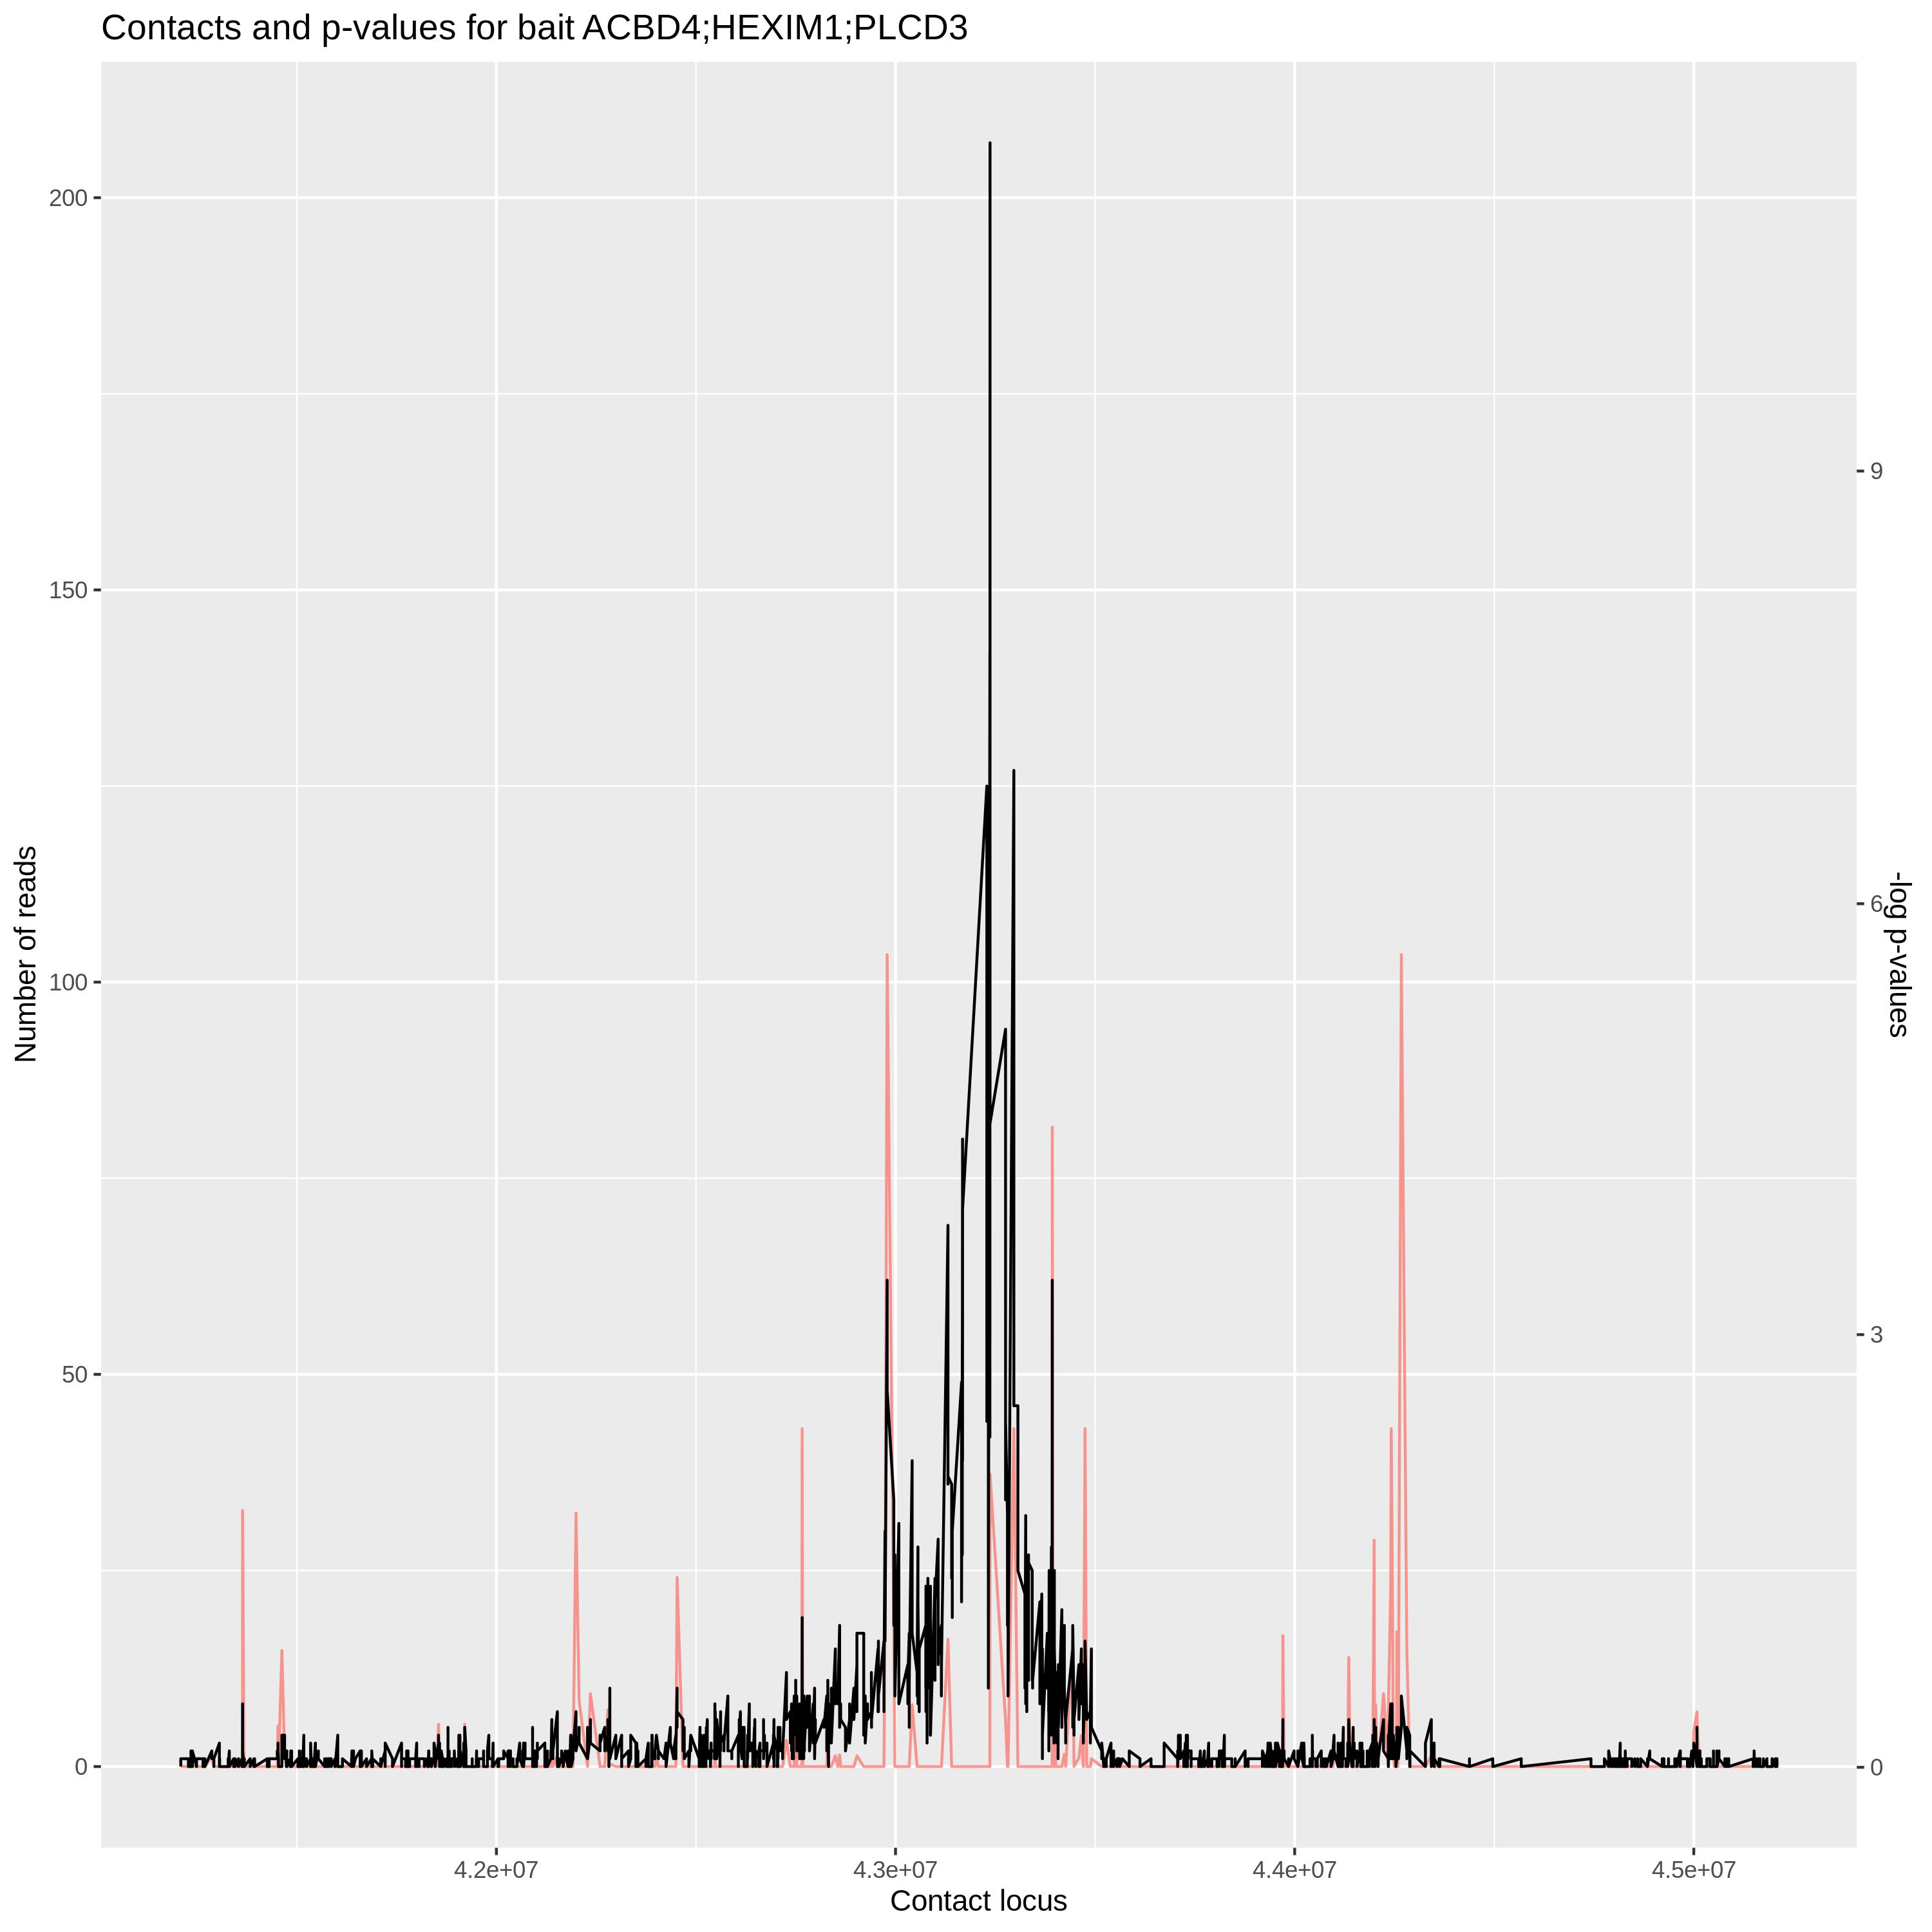 Contacts and p-values for bait ACBD4;HEXIM1;PLCD3
200
150
100
50
0
Number of reads
9
6
3
0
-log p-values
4.2e+07
4.3e+07
4.4e+07
4.5e+07
Contact locus